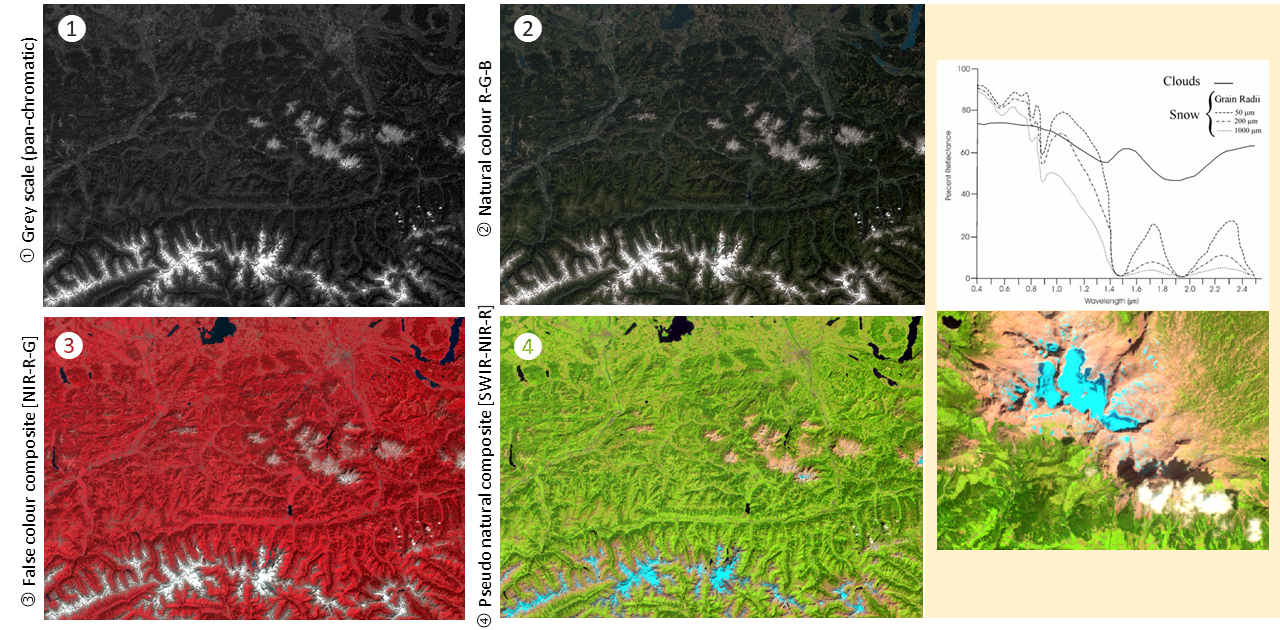 ① Grey scale (pan-chromatic)
1
② Natural colour R-G-B
2
③ False colour composite [NIR-R-G]
3
④ Pseudo natural composite [SWIR-NIR-R]
4
Clouds
Snow
Grain Radii
50 µm
200 µm
1000 µm
Percent Reflectance
100
80
60
40
20
0
0.4 0.6 0.8 1.0 1.2 1.4 1.6 1.8 2.0 2.2 2.4
Wavelength (µm)